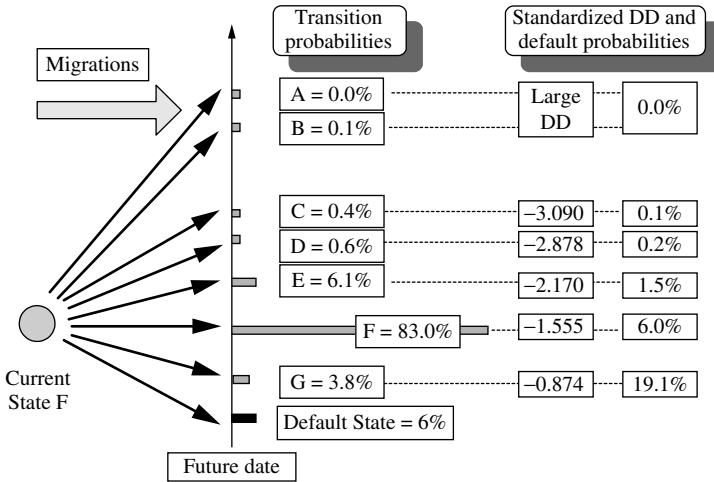 Transition
probabilities
Standardized DD and
default probabilities
Migrations
A = 0.0%
B = 0.1%
Large
DD
0.0%
C = 0.4%
−3.090
0.1%
D = 0.6%
−2.878
0.2%
E = 6.1%
−2.170
1.5%
F = 83.0%
−1.555
6.0%
Current
State F
G = 3.8%
−0.874
19.1%
Default State = 6%
Future date